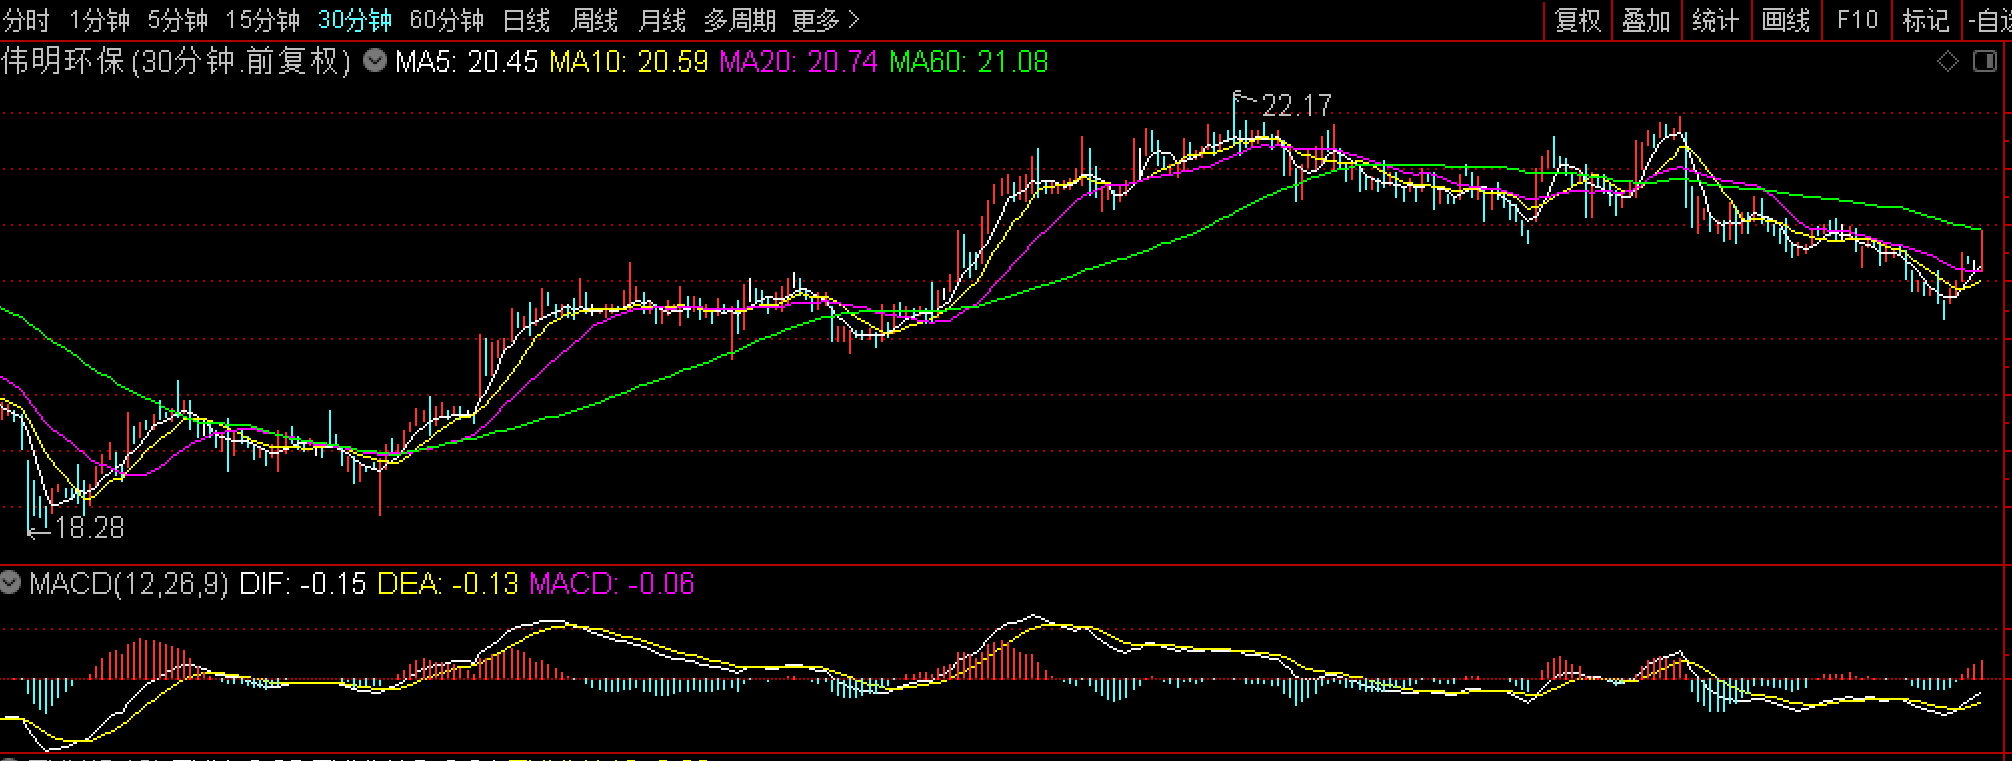 分时 1分钟 5分钟 15分钟 30分钟 60分钟 日线 周线 月线 多周期 更多 复权 叠加 统计 画线 F10 标记 -自选
伟明环保(30分钟.前复权) MA5: 20.45 MA10: 20.59 MA20: 20.74 MA60: 21.08
22.17
18.28
MACD(12,26,9) DIF: -0.15 DEA: -0.13 MACD: -0.06